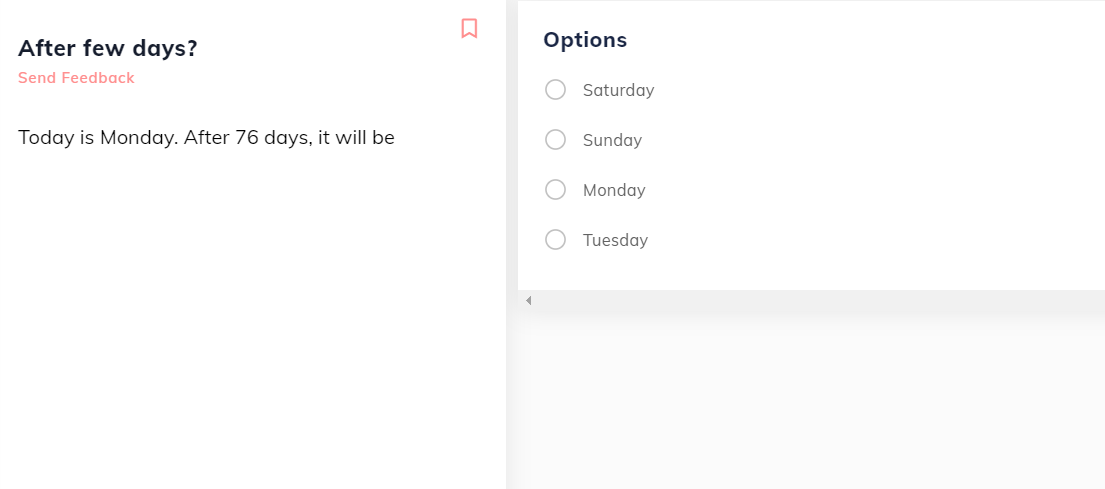 After few days?
Send Feedback
Today is Monday. After 76 days, it will be
Options
Saturday
Sunday
Monday
Tuesday